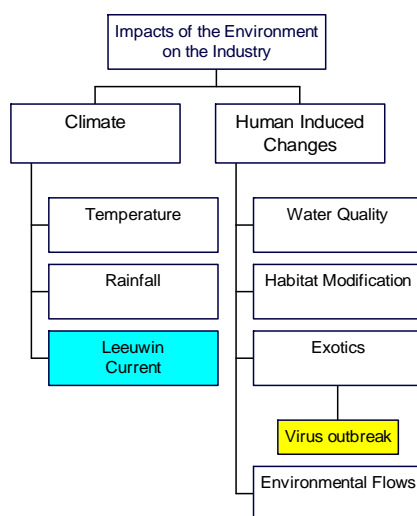 Impacts of the Environment
on the Industry
Climate
Human Induced
Changes
Temperature
Rainfall
Leeuwin
Current
Water Quality
Habitat Modification
Exotics
Virus outbreak
Environmental Flows